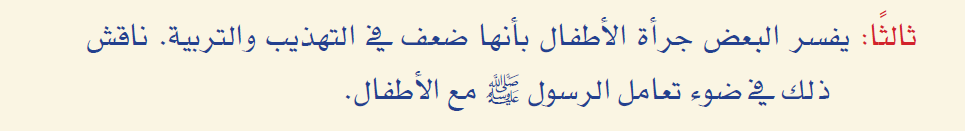 ثالثًا: يفسر البعض جرأة الأطفال بأنها ضعف في التهذيب والتربية. ناقش
ذلك في ضوء تعامل الرسول ﷺ مع الأطفال.